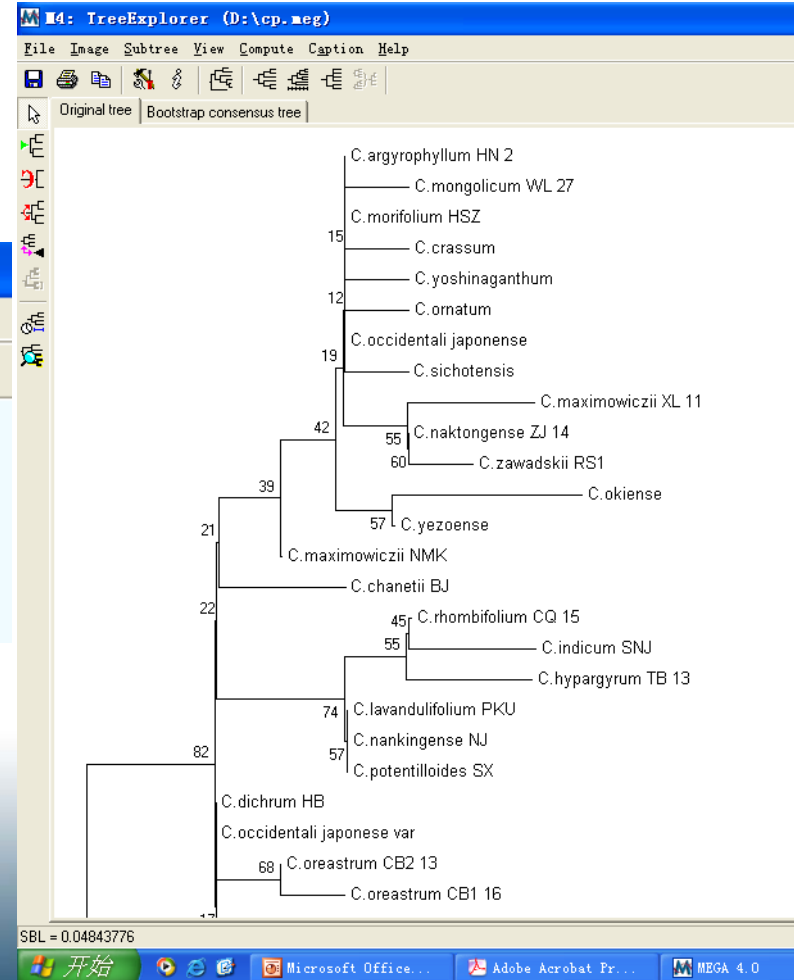 M4: TreeExplorer (D:\cp.meg)
File Image Subtree View Compute Caption Help
Original tree Bootstrap consensus tree
C.argyrophyllum HN 2
C.mongolicum WL 27
C.morifolium HSZ
15
C.crassum
C.yoshinaganthum
12
C.ornatum
C.occidentali japonense
19
C.sichotensis
C.maximowiczii XL 11
42
C.naktongense ZJ 14
55
60
C.zawadskii RS1
39
C.okiense
57
C.yezoense
21
C.maximowiczii NMK
C.chanetii BJ
22
45
C.rhombifolium CQ 15
55
C.indicum SNJ
C.hypargyrum TB 13
74
C.lavandulifolium PKU
C.nankingense NJ
82
57
C.potentilloides SX
C.dichrum HB
C.occidentali japonese var
68
C.oreastrum CB2 13
C.oreastrum CB1 16
SBL = 0.04843776
开始 Microsoft Office... Adobe Acrobat Pr... MEGA 4.0